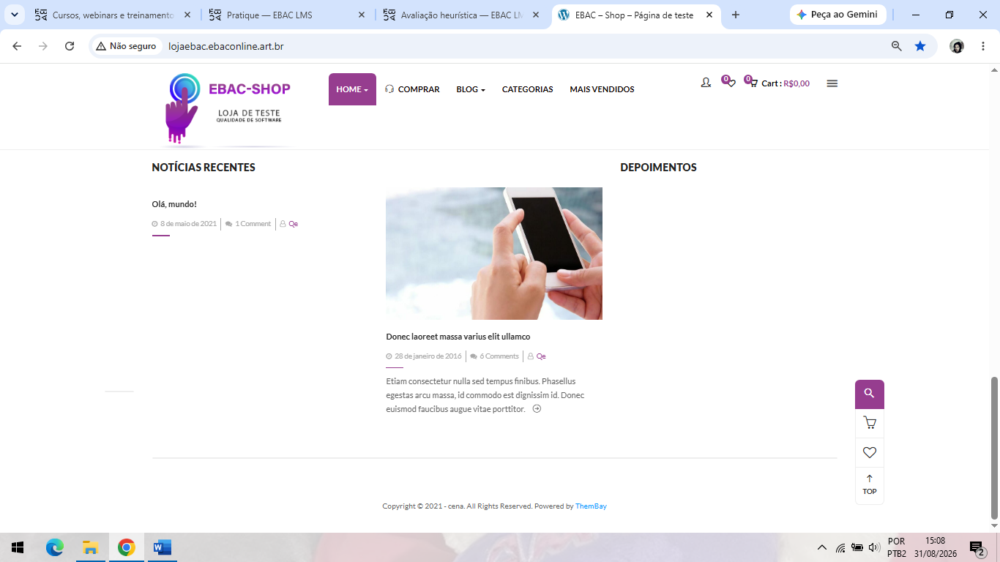 Cursos, webinars e treinamento
Pratique — EBAC LMS
Avaliação heurística — EBAC LM
EBAC – Shop – Página de teste
Peça ao Gemini
Não seguro
lojaebac.ebaconline.art.br
EBAC-SHOP
LOJA DE TESTE
QUALIDADE DE SOFTWARE
HOME
COMPRAR
BLOG
CATEGORIAS
MAIS VENDIDOS
0
0
Cart : R$0,00
NOTÍCIAS RECENTES
DEPOIMENTOS
Olá, mundo!
8 de maio de 2021
1 Comment
Qe
Donec laoreet massa varius elit ullamco
28 de janeiro de 2016
6 Comments
Qe
Etiam consectetur nulla sed tempus finibus. Phasellus
egestas arcu massa, id commodo est dignissim id. Donec
euismod faucibus augue vitae porttitor.
TOP
Copyright © 2021 - cena. All Rights Reserved. Powered by ThemBay
POR
PTB2
15:08
31/08/2026
2